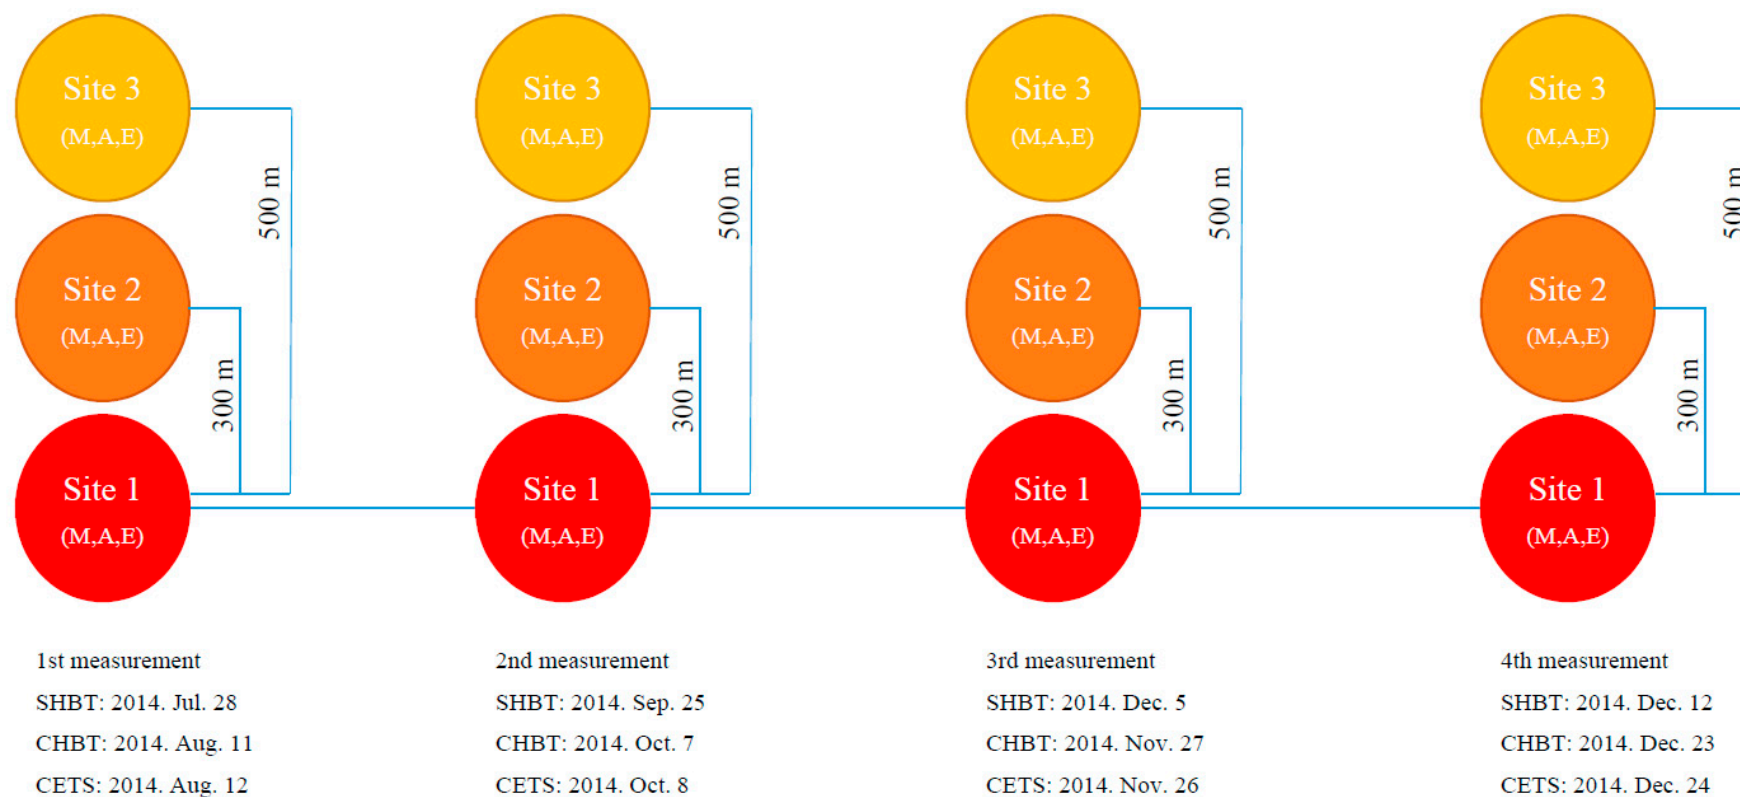 Site 3
(M,A,E)
500 m
Site 2
(M,A,E)
300 m
Site 1
(M,A,E)
1st measurement
SHBT: 2014. Jul. 28
CHBT: 2014. Aug. 11
CETS: 2014. Aug. 12
Site 3
(M,A,E)
500 m
Site 2
(M,A,E)
300 m
Site 1
(M,A,E)
2nd measurement
SHBT: 2014. Sep. 25
CHBT: 2014. Oct. 7
CETS: 2014. Oct. 8
Site 3
(M,A,E)
500 m
Site 2
(M,A,E)
300 m
Site 1
(M,A,E)
3rd measurement
SHBT: 2014. Dec. 5
CHBT: 2014. Nov. 27
CETS: 2014. Nov. 26
Site 3
(M,A,E)
500 m
Site 2
(M,A,E)
300 m
Site 1
(M,A,E)
4th measurement
SHBT: 2014. Dec. 12
CHBT: 2014. Dec. 23
CETS: 2014. Dec. 24